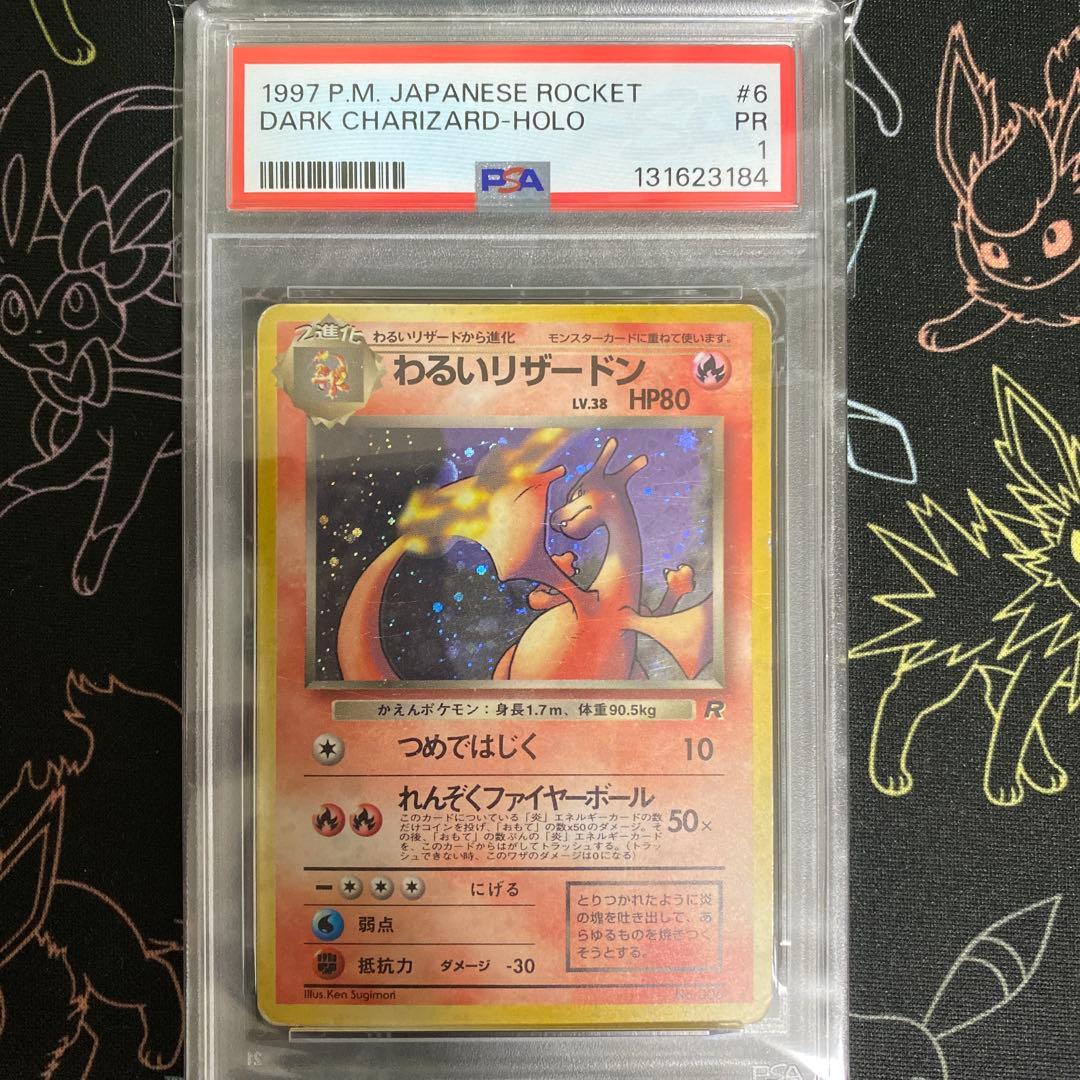 1997 P.M. JAPANESE ROCKET #6
DARK CHARIZARD-HOLO PR
1
PSA 131623184
2進化 わるいリザードから進化 モンスターカードに重ねて使います。
わるいリザードン
LV.38 HP80
かえんポケモン:身長1.7m、体重90.5kg R
つめではじく 10
れんぞくファイヤーボール
このカードについている「炎」エネルギーカードの数
だけコインを投げ、「おもて」の数x50のダメージ。そ
の後、「おもて」の数ぶんの「炎」エネルギーカード
を、このカードからはがしてトラッシュする。(トラッ
シュできない時、このワザのダメージは0になる)
50×
にげる
弱点
抵抗力 ダメージ -30
とりつかれたように炎
の塊を吐き出して、あ
らゆるものを焼きつく
そうとする。
Illus.Ken Sugimori No. 006
21
PSA